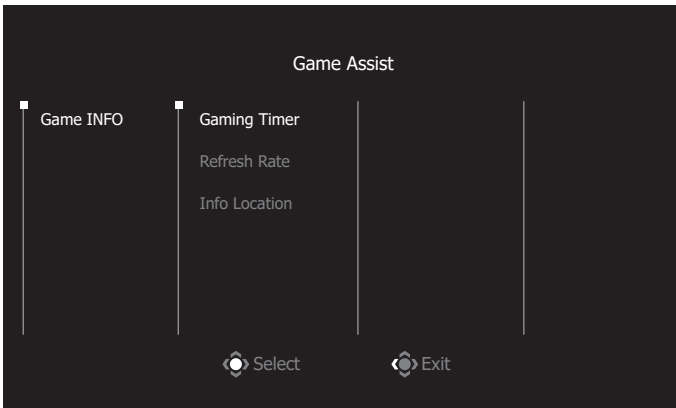 Game Assist
Game INFO
Gaming Timer
Refresh Rate
Info Location
Select
Exit